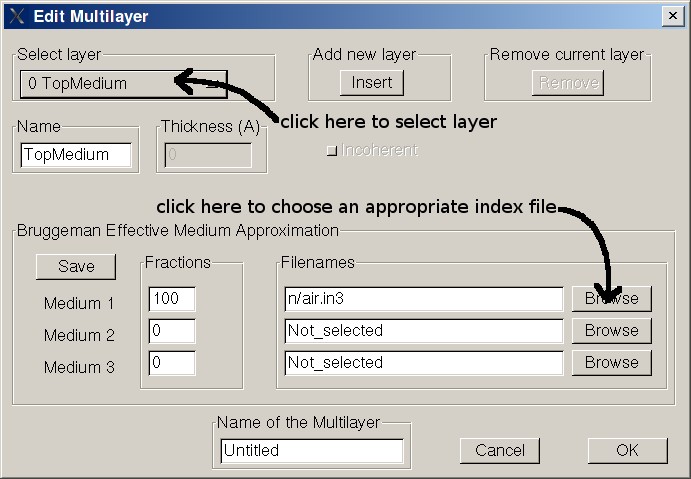 Edit Multilayer
Select layer
Add new layer
Remove current layer
0 TopMedium
Insert
Remove
click here to select layer
Name
Thickness (A)
TopMedium
0
Incoherent
click here to choose an appropriate index file
Bruggeman Effective Medium Approximation
Save
Fractions
Filenames
Medium 1
100
n/air.in3
Browse
Medium 2
0
Not_selected
Browse
Medium 3
0
Not_selected
Browse
Name of the Multilayer
Untitled
Cancel
OK